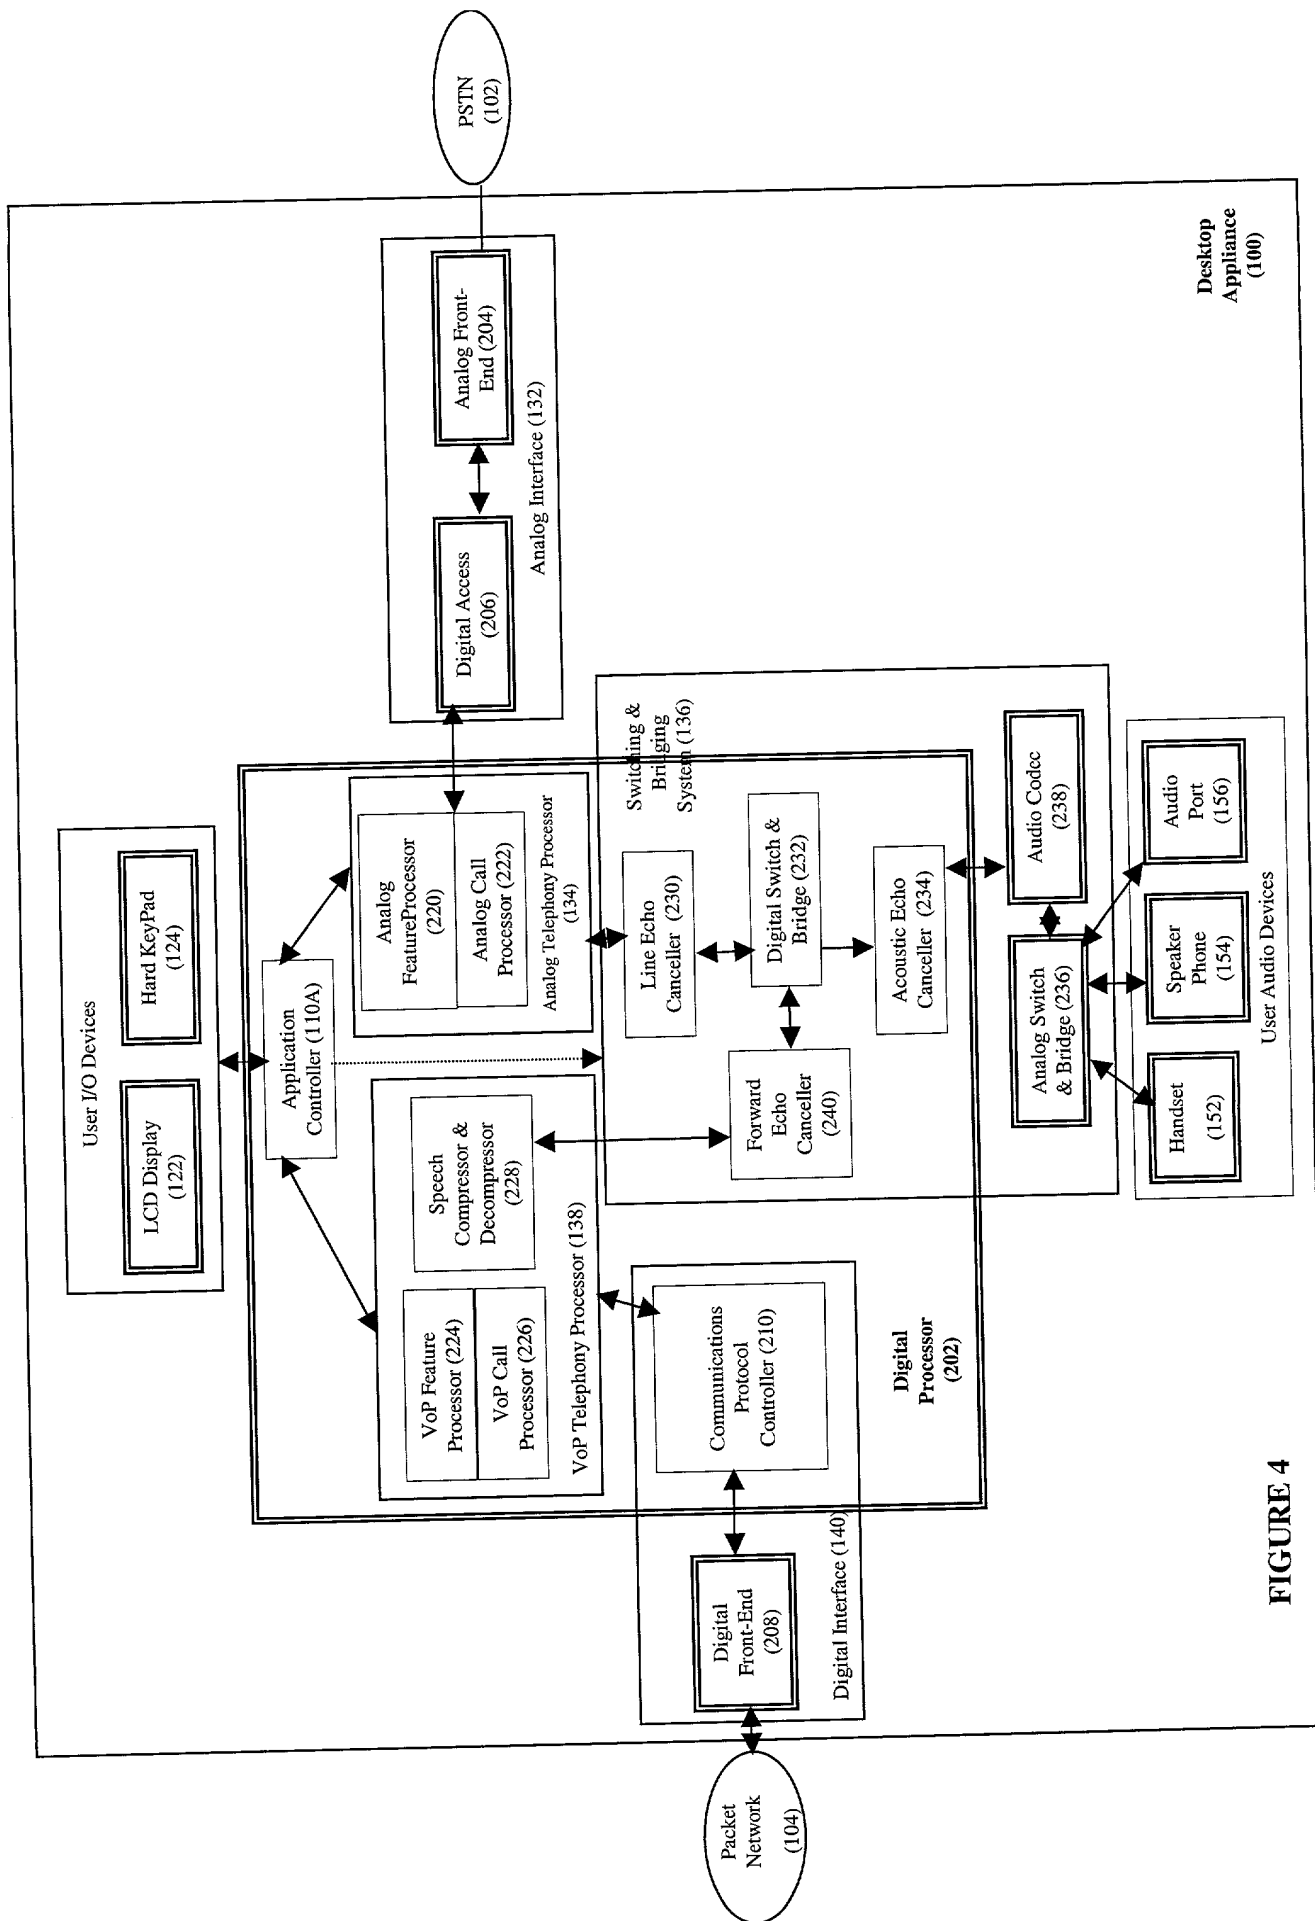 User I/O Devices
LCD Display
(122)
Hard KeyPad
(124)
Application
Controller (110A)
VoP Feature
Processor (224)
VoP Call
Processor (226)
Speech
Compressor &
Decompressor
(228)
VoP Telephony Processor (138)
Analog
FeatureProcessor
(220)
Analog Call
Processor (222)
Analog Telephony Processor
(134)
Digital Access
(206)
Analog Front-
End (204)
Analog Interface (132)
PSTN
(102)
Packet
Network
(104)
Digital
Front-End
(208)
Digital Interface (140)
Communications
Protocol
Controller (210)
Digital
Processor
(202)
Switching &
Bridging
System (136)
Line Echo
Canceller (230)
Digital Switch &
Bridge (232)
Forward
Echo
Canceller
(240)
Acoustic Echo
Canceller (234)
Analog Switch
& Bridge (236)
Audio Codec
(238)
Handset
(152)
Speaker
Phone
(154)
Audio
Port
(156)
User Audio Devices
Desktop
Appliance
(100)
FIGURE 4